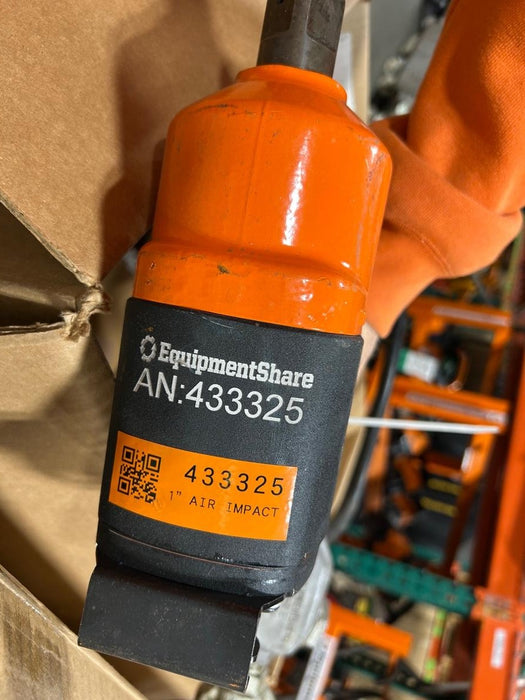 EquipmentShare
AN:433325
433325
1" AIR IMPACT